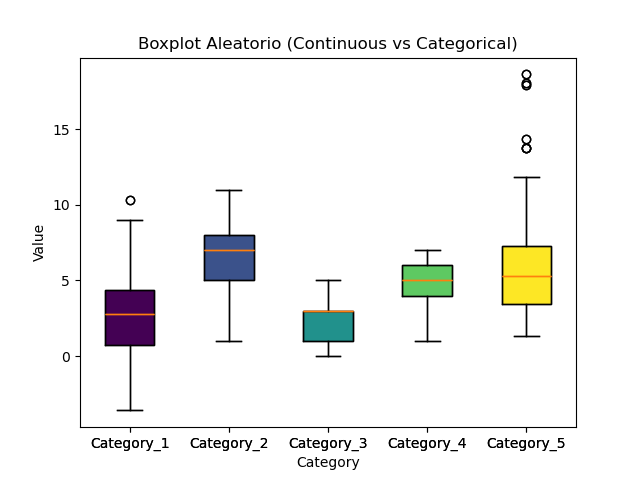 Boxplot Aleatorio (Continuous vs Categorical)
15
10
5
0
Value
Category_1 Category_2 Category_3 Category_4 Category_5
Category